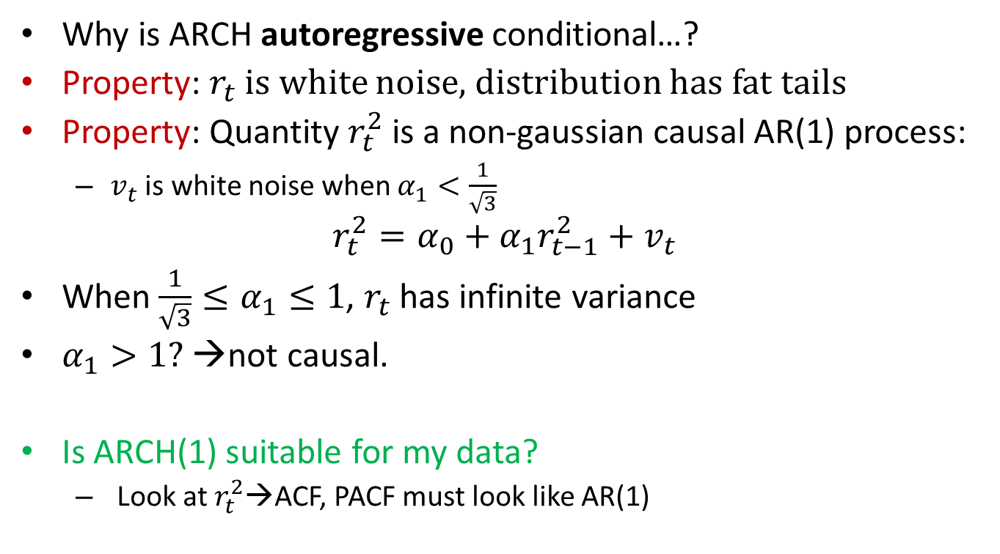 • Why is ARCH autoregressive conditional…?
• Property: $r_t$ is white noise, distribution has fat tails
• Property: Quantity $r_t^2$ is a non-gaussian causal AR(1) process:
– $v_t$ is white noise when $\alpha_1 < \frac{1}{\sqrt{3}}$
$r_t^2 = \alpha_0 + \alpha_1 r_{t-1}^2 + v_t$
• When $\frac{1}{\sqrt{3}} \leq \alpha_1 \leq 1$, $r_t$ has infinite variance
• $\alpha_1 > 1$? →not causal.
• Is ARCH(1) suitable for my data?
– Look at $r_t^2$→ACF, PACF must look like AR(1)